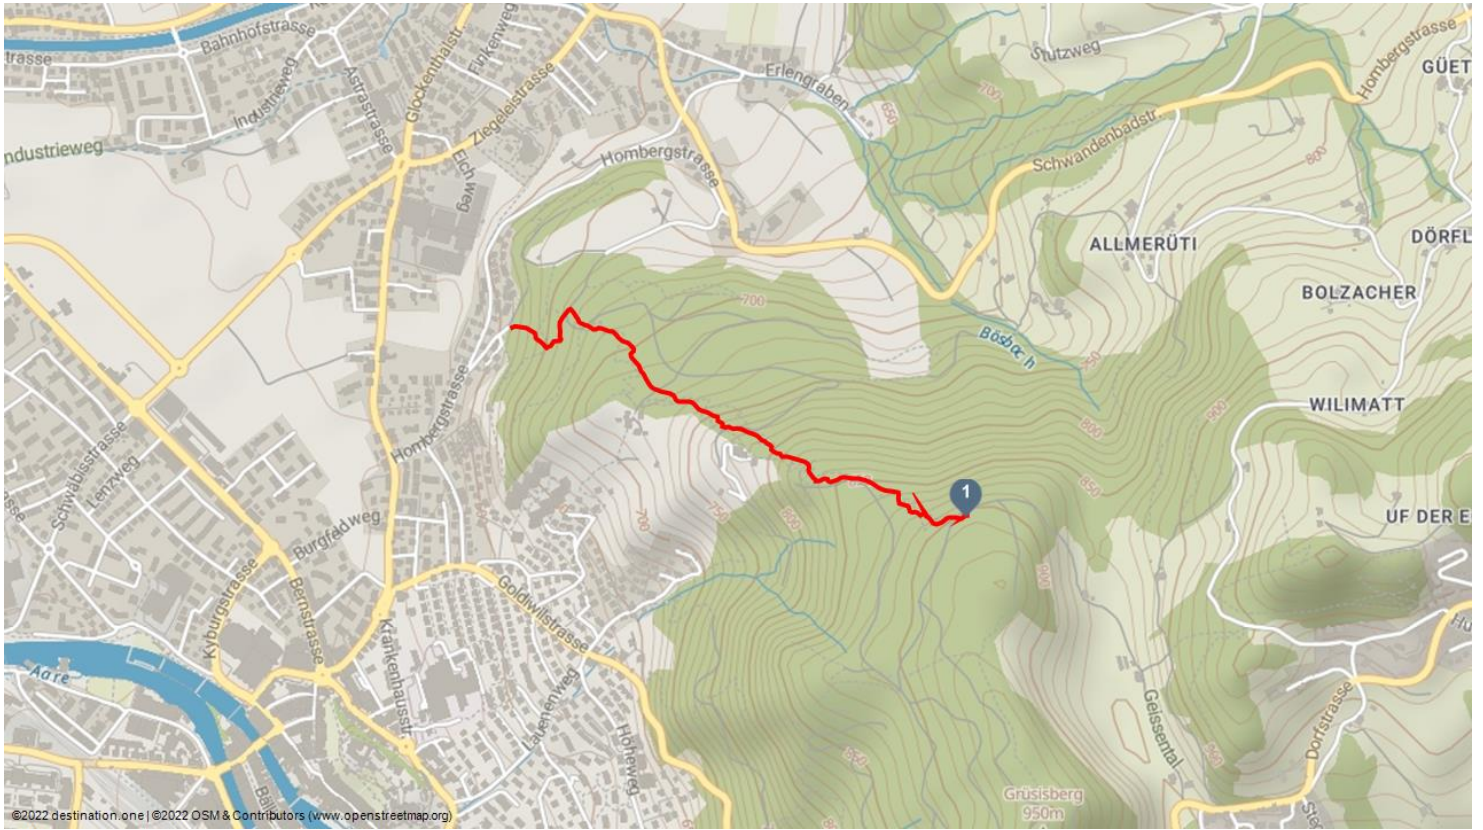 Bahnhofstrasse
trasse
Industrieweg
ndustrieweg
Astrastrasse
Glockenthalstr.
Finkenweg
Ziegeleistrasse
Eichweg
Erlengraben
Stutzweg
700
650
Hombergstrasse
GÜET
Schwandenbadstr.
800
Hombergstrasse
ALLMERÜTI
DÖRFL
BOLZACHER
700
Bösbach
WILIMATT
900
800
850
UF DER E
1
Hombergstrasse
Schwäbisstrasse
Lenzweg
Burgfeldweg
700
750
800
900
Kyburgstrasse
Bernstrasse
Goldiwilstrasse
Krankenhausstr.
Aare
Lauenenweg
Höheweg
Geissental
Dorfstrasse
Grüsisberg
950m
©2022 destination.one | ©2022 OSM & Contributors (www.openstreetmap.org)